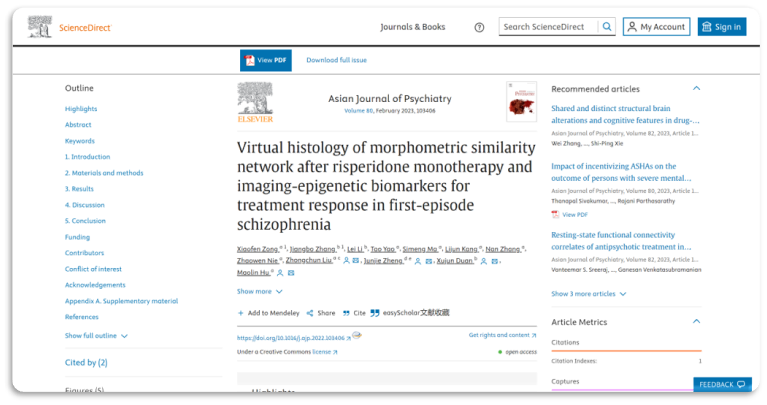 ScienceDirect
Journals & Books
?
Search ScienceDirect
My Account
Sign in
View PDF
Download full issue
Outline
Highlights
Abstract
Keywords
1. Introduction
2. Materials and methods
3. Results
4. Discussion
5. Conclusion
Funding
Contributors
Conflict of interest
Acknowledgements
Appendix A. Supplementary material
References
Show full outline
Cited by (2)
Figures (5)
ELSEVIER
Asian Journal of Psychiatry
Volume 80, February 2023, 103406
Virtual histology of morphometric similarity
network after risperidone monotherapy and
imaging-epigenetic biomarkers for
treatment response in first-episode
schizophrenia
Xiaofen Zong a 1, Jiangbo Zhang b 1, Lei Li b, Tao Yao a, Simeng Ma a, Lijun Kang a, Nan Zhang a,
Zhaowen Nie a, Zhangchun Liu a c, Junjie Zheng d e, Xujun Duan b,
Maolin Hu a
Show more
+ Add to Mendeley
Share
Cite
easyScholar文献收藏
https://doi.org/10.1016/j.ajp.2022.103406
Get rights and content
Under a Creative Commons license
open access
Highlights
Recommended articles
Shared and distinct structural brain
alterations and cognitive features in drug-...
Asian Journal of Psychiatry, Volume 82, 2023, Article 1...
Wei Zhang, ..., Shi-Ping Xie
Impact of incentivizing ASHAs on the
outcome of persons with severe mental...
Asian Journal of Psychiatry, Volume 80, 2023, Article 1...
Thanapal Sivakumar, ..., Rajani Parthasarathy
View PDF
Resting-state functional connectivity
correlates of antipsychotic treatment in...
Asian Journal of Psychiatry, Volume 82, 2023, Article 1...
Vanteemar S. Sreeraj, ..., Ganesan Venkatasubramanian
Show 3 more articles
Article Metrics
Citations
Citation Indexes: 1
Captures
FEEDBACK